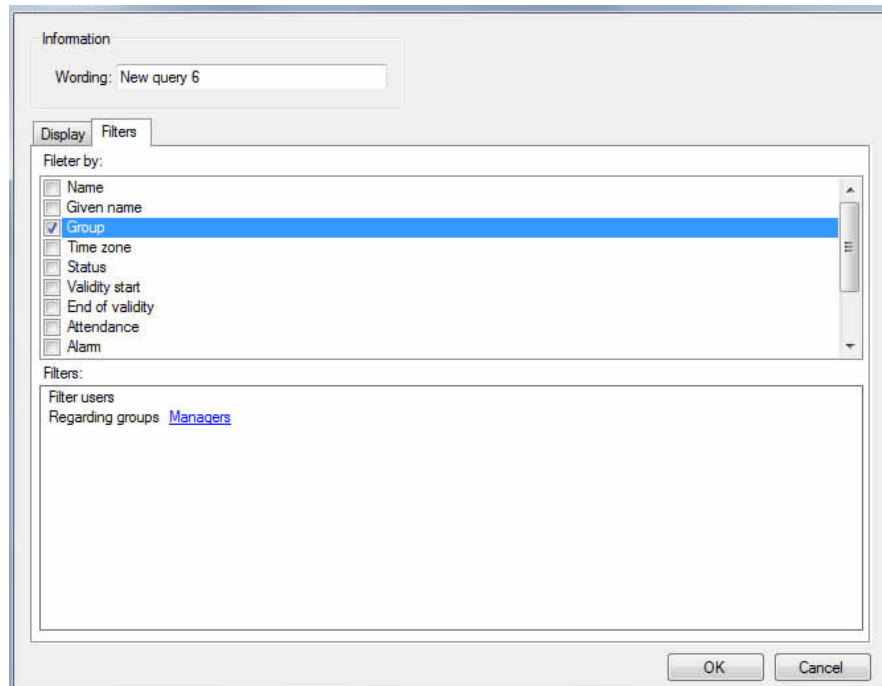 Information
Wording: New query 6
Display Filters
Fileter by:
Name
Given name
Group
Time zone
Status
Validity start
End of validity
Attendance
Alarm
Filters:
Filter users
Regarding groups Managers
OK Cancel